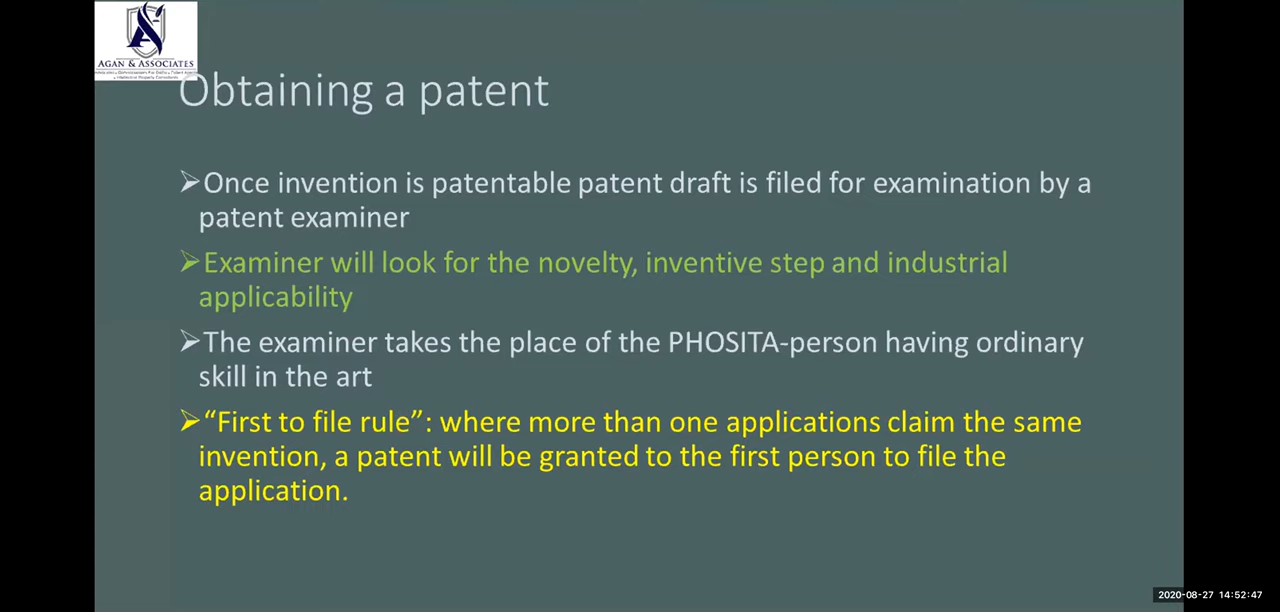 AGAN & ASSOCIATES
Obtaining a patent
➢Once invention is patentable patent draft is filed for examination by a
patent examiner
➢Examiner will look for the novelty, inventive step and industrial
applicability
➢The examiner takes the place of the PHOSITA-person having ordinary
skill in the art
➢“First to file rule”: where more than one applications claim the same
invention, a patent will be granted to the first person to file the
application.
2020-08-27 14:52:47